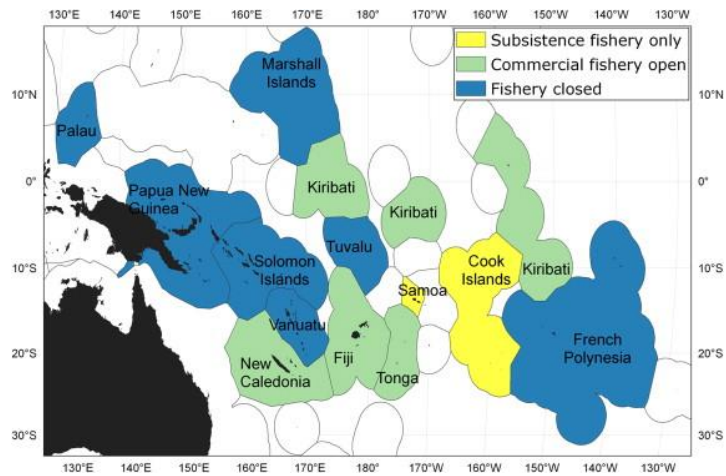 130°E 140°E 150°E 160°E 170°E 180° 170°W 160°W 150°W 140°W 130°W
Subsistence fishery only
Commercial fishery open
Fishery closed
Marshall
Islands
10°N
Palau
0°
Kiribati
Papua New
Guinea
Kiribati
Tuvalu
Solomon
Islands
Cook
Islands
Kiribati
10°S
Samoa
Vanuatu
French
Polynesia
20°S
New
Caledonia
Fiji
Tonga
30°S
10°N
0°
10°S
20°S
30°S
130°E 140°E 150°E 160°E 170°E 180° 170°W 160°W 150°W 140°W 130°W